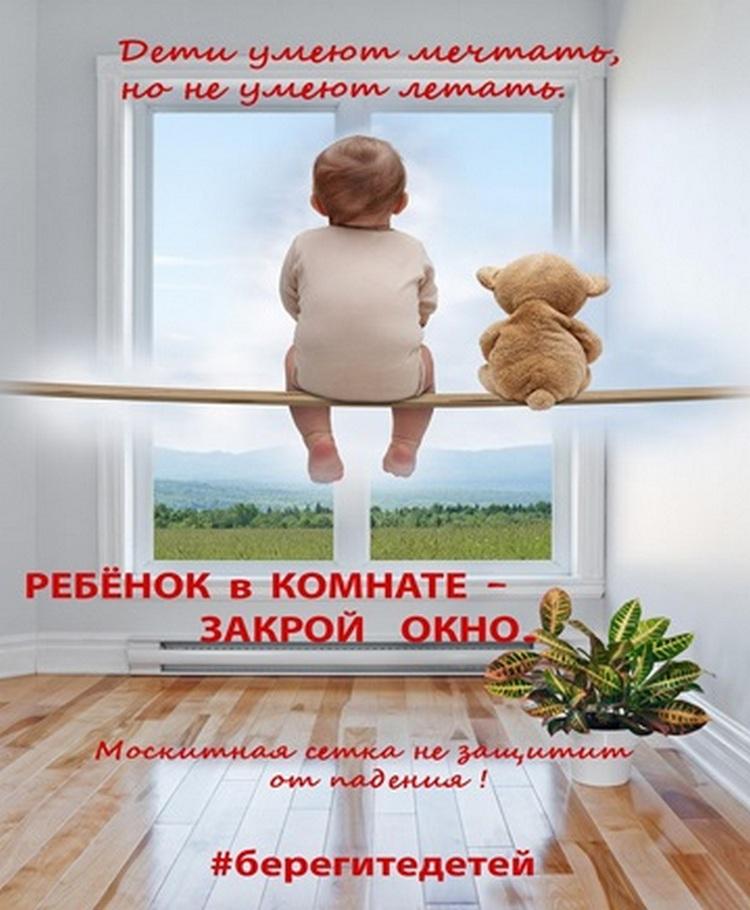 Дети умеют мечтать,
но не умеют летать.
РЕБЁНОК в КОМНАТЕ –
ЗАКРОЙ ОКНО.
Москитная сетка не защитит
от падения !
#берегитедетей